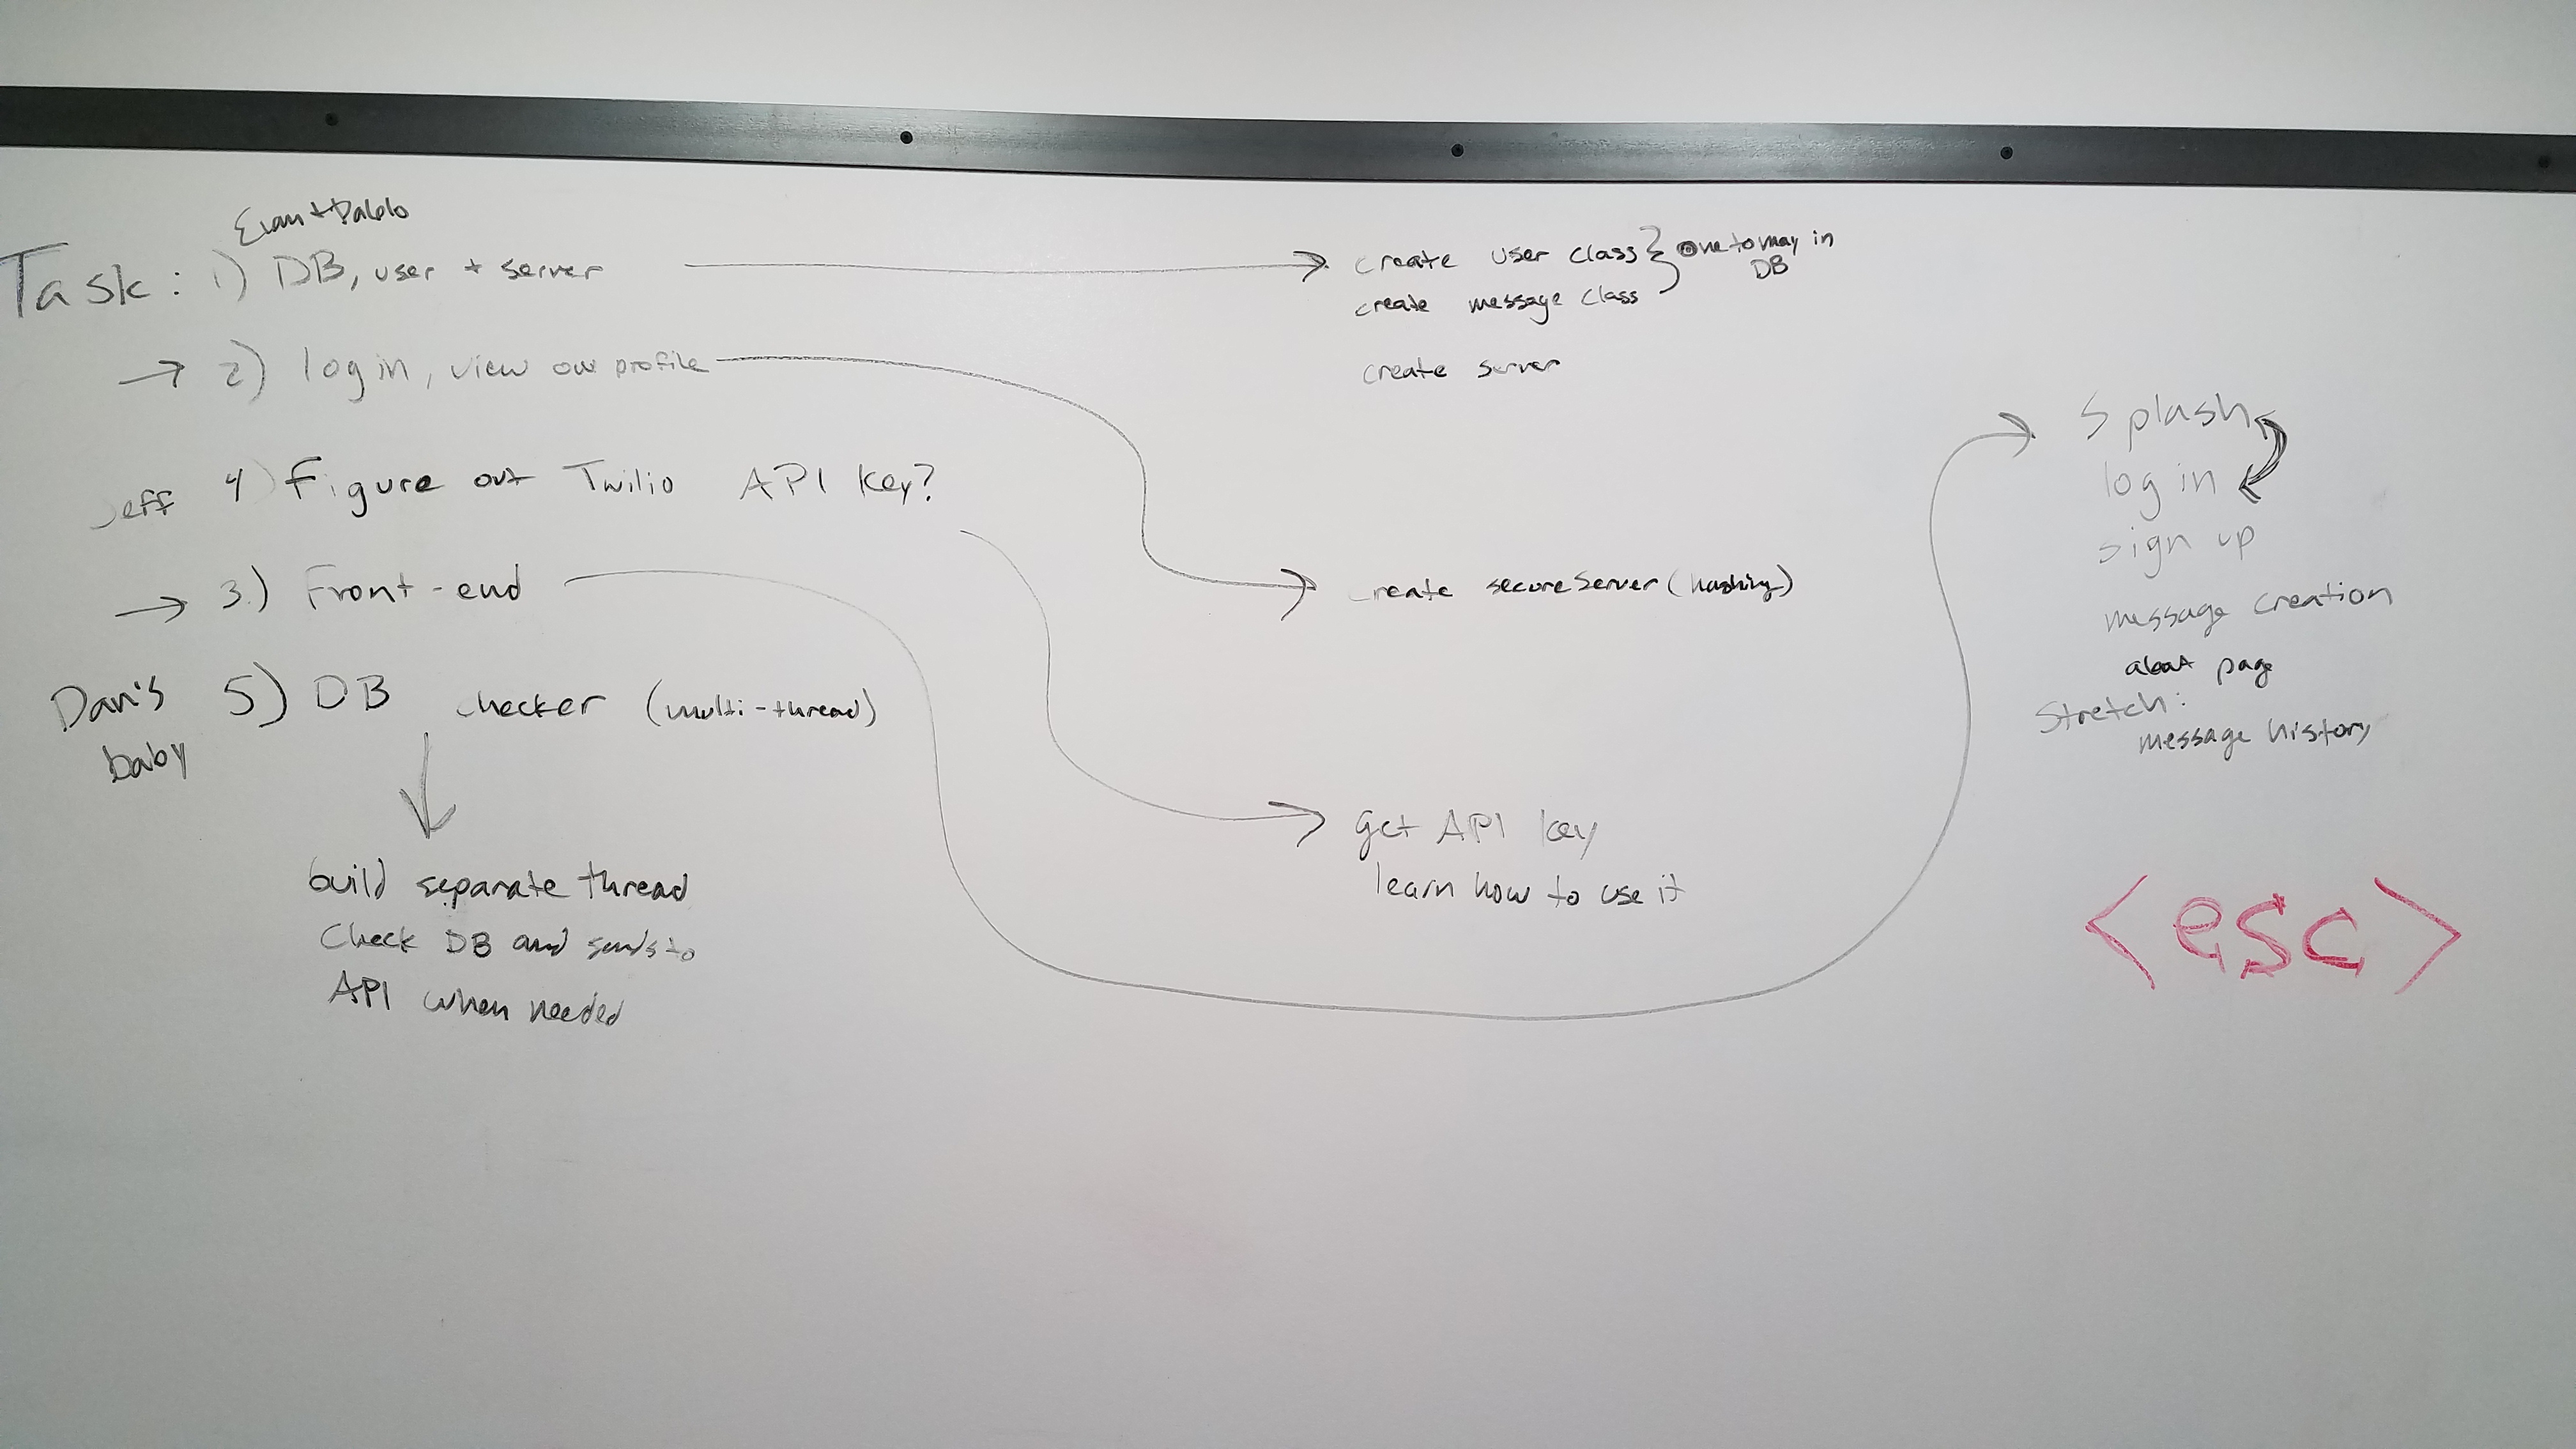 Evan + Pablo
Task: 1) DB, user + server
→ 2) log in, view our profile
Jeff 4) Figure out Twilio API key?
→ 3.) Front-end
Dan's 5) DB checker (multi-thread)
baby
build separate thread
Check DB and sends to
API when needed
create user class } one to may in
DB
create message class
create server
create secure server (hashing)
get API key
learn how to use it
Splash
log in
sign up
message creation
about page
Stretch:
message history
<esc>